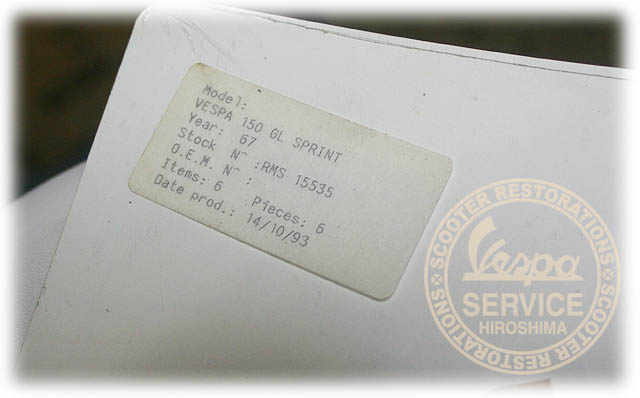 Model:
VESPA 150 GL SPRINT
Year: 67
Stock N^ :RMS 15535
O.E.M. N^ :
Items: 6 Pieces: 6
Date prod.: 14/10/93
SCOOTER RESTORATIONS
Vespa
SERVICE
HIROSHIMA
SCOOTER RESTORATIONS